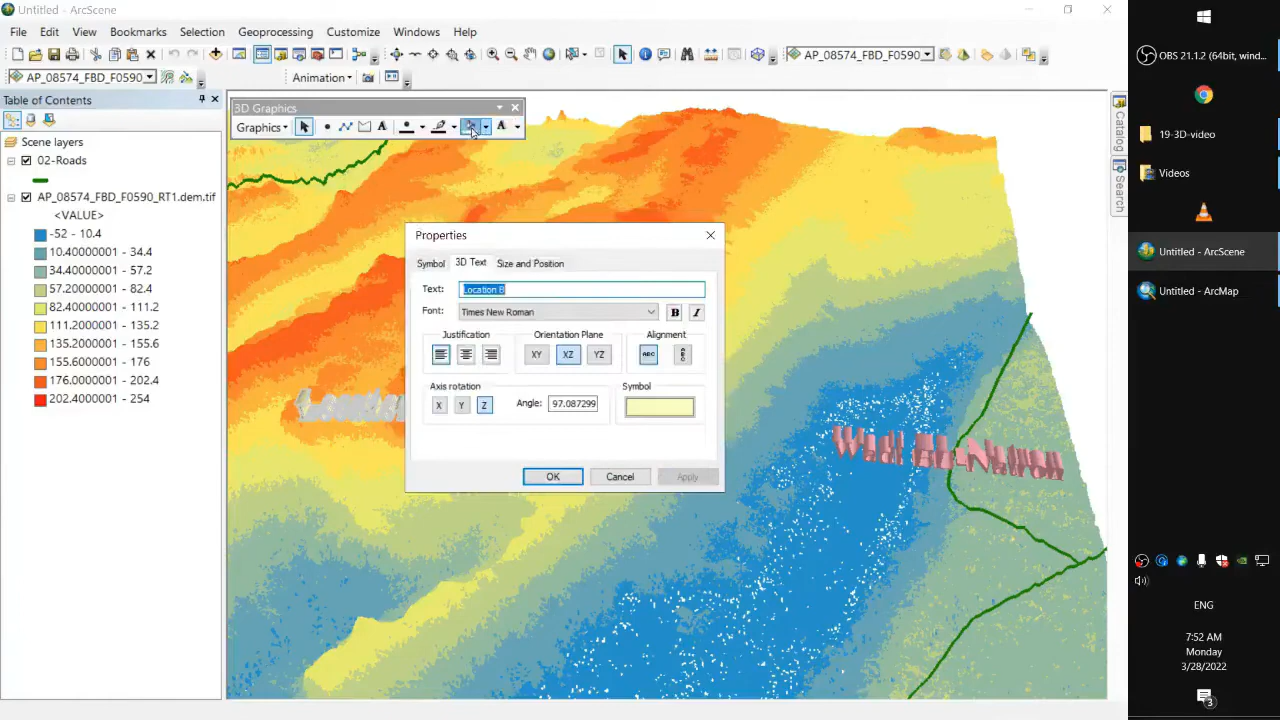 Untitled - ArcScene
File Edit View Bookmarks Selection Geoprocessing Customize Windows Help
AP_08574_FBD_F0590
AP_08574_FBD_F0590
Animation
Table of Contents
Scene layers
02-Roads
AP_08574_FBD_F0590_RT1.dem.tif
<VALUE>
-52 - 10.4
10.40000001 - 34.4
34.40000001 - 57.2
57.20000001 - 82.4
82.40000001 - 111.2
111.2000001 - 135.2
135.2000001 - 155.6
155.6000001 - 176
176.0000001 - 202.4
202.4000001 - 254
3D Graphics
Graphics
A
A
Properties
Symbol 3D Text Size and Position
Text: Location B
Font: Times New Roman B I
Justification Orientation Plane Alignment
XY XZ YZ ABC
Axis rotation Symbol
X Y Z Angle: 97.087299
OK Cancel Apply
Catalog
Search
OBS 21.1.2 (64bit, wind...
19-3D-video
Videos
Untitled - ArcScene
Untitled - ArcMap
ENG
7:52 AM
Monday
3/28/2022
3